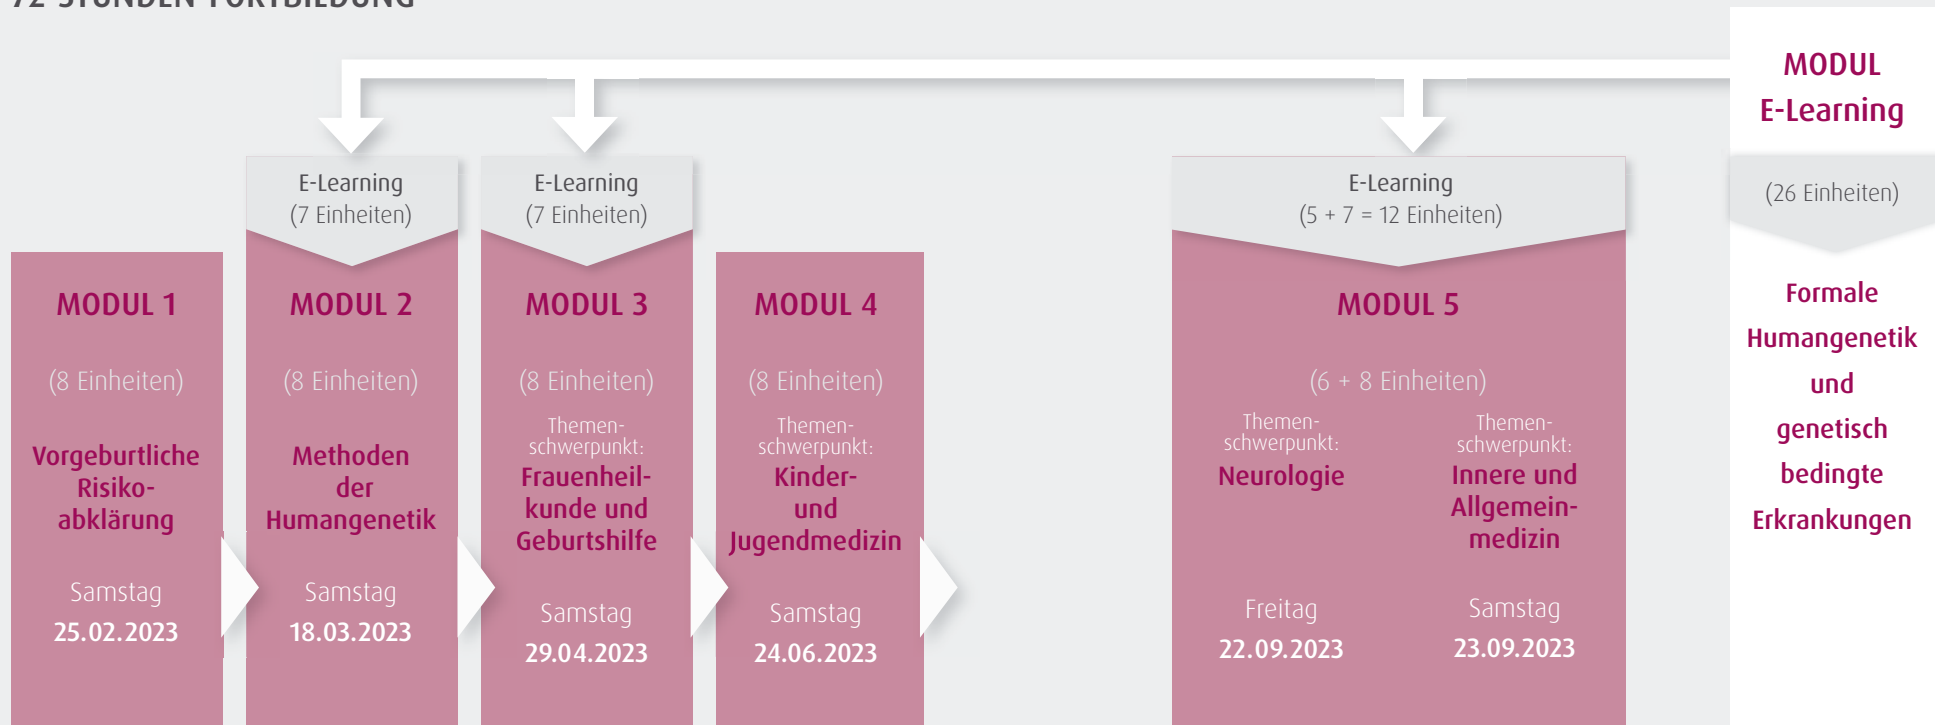 72-STUNDEN-FORTBILDUNG
MODUL
E-Learning
(26 Einheiten)
Formale
Humangenetik
und
genetisch
bedingte
Erkrankungen
E-Learning
(7 Einheiten)
E-Learning
(7 Einheiten)
E-Learning
(5 + 7 = 12 Einheiten)
MODUL 1
(8 Einheiten)
Vorgeburtliche
Risiko-
abklärung
Samstag
25.02.2023
MODUL 2
(8 Einheiten)
Methoden
der
Humangenetik
Samstag
18.03.2023
MODUL 3
(8 Einheiten)
Themen-
schwerpunkt:
Frauenheil-
kunde und
Geburtshilfe
Samstag
29.04.2023
MODUL 4
(8 Einheiten)
Themen-
schwerpunkt:
Kinder-
und
Jugendmedizin
Samstag
24.06.2023
MODUL 5
(6 + 8 Einheiten)
Themen-
schwerpunkt:
Neurologie
Freitag
22.09.2023
Themen-
schwerpunkt:
Innere und
Allgemein-
medizin
Samstag
23.09.2023